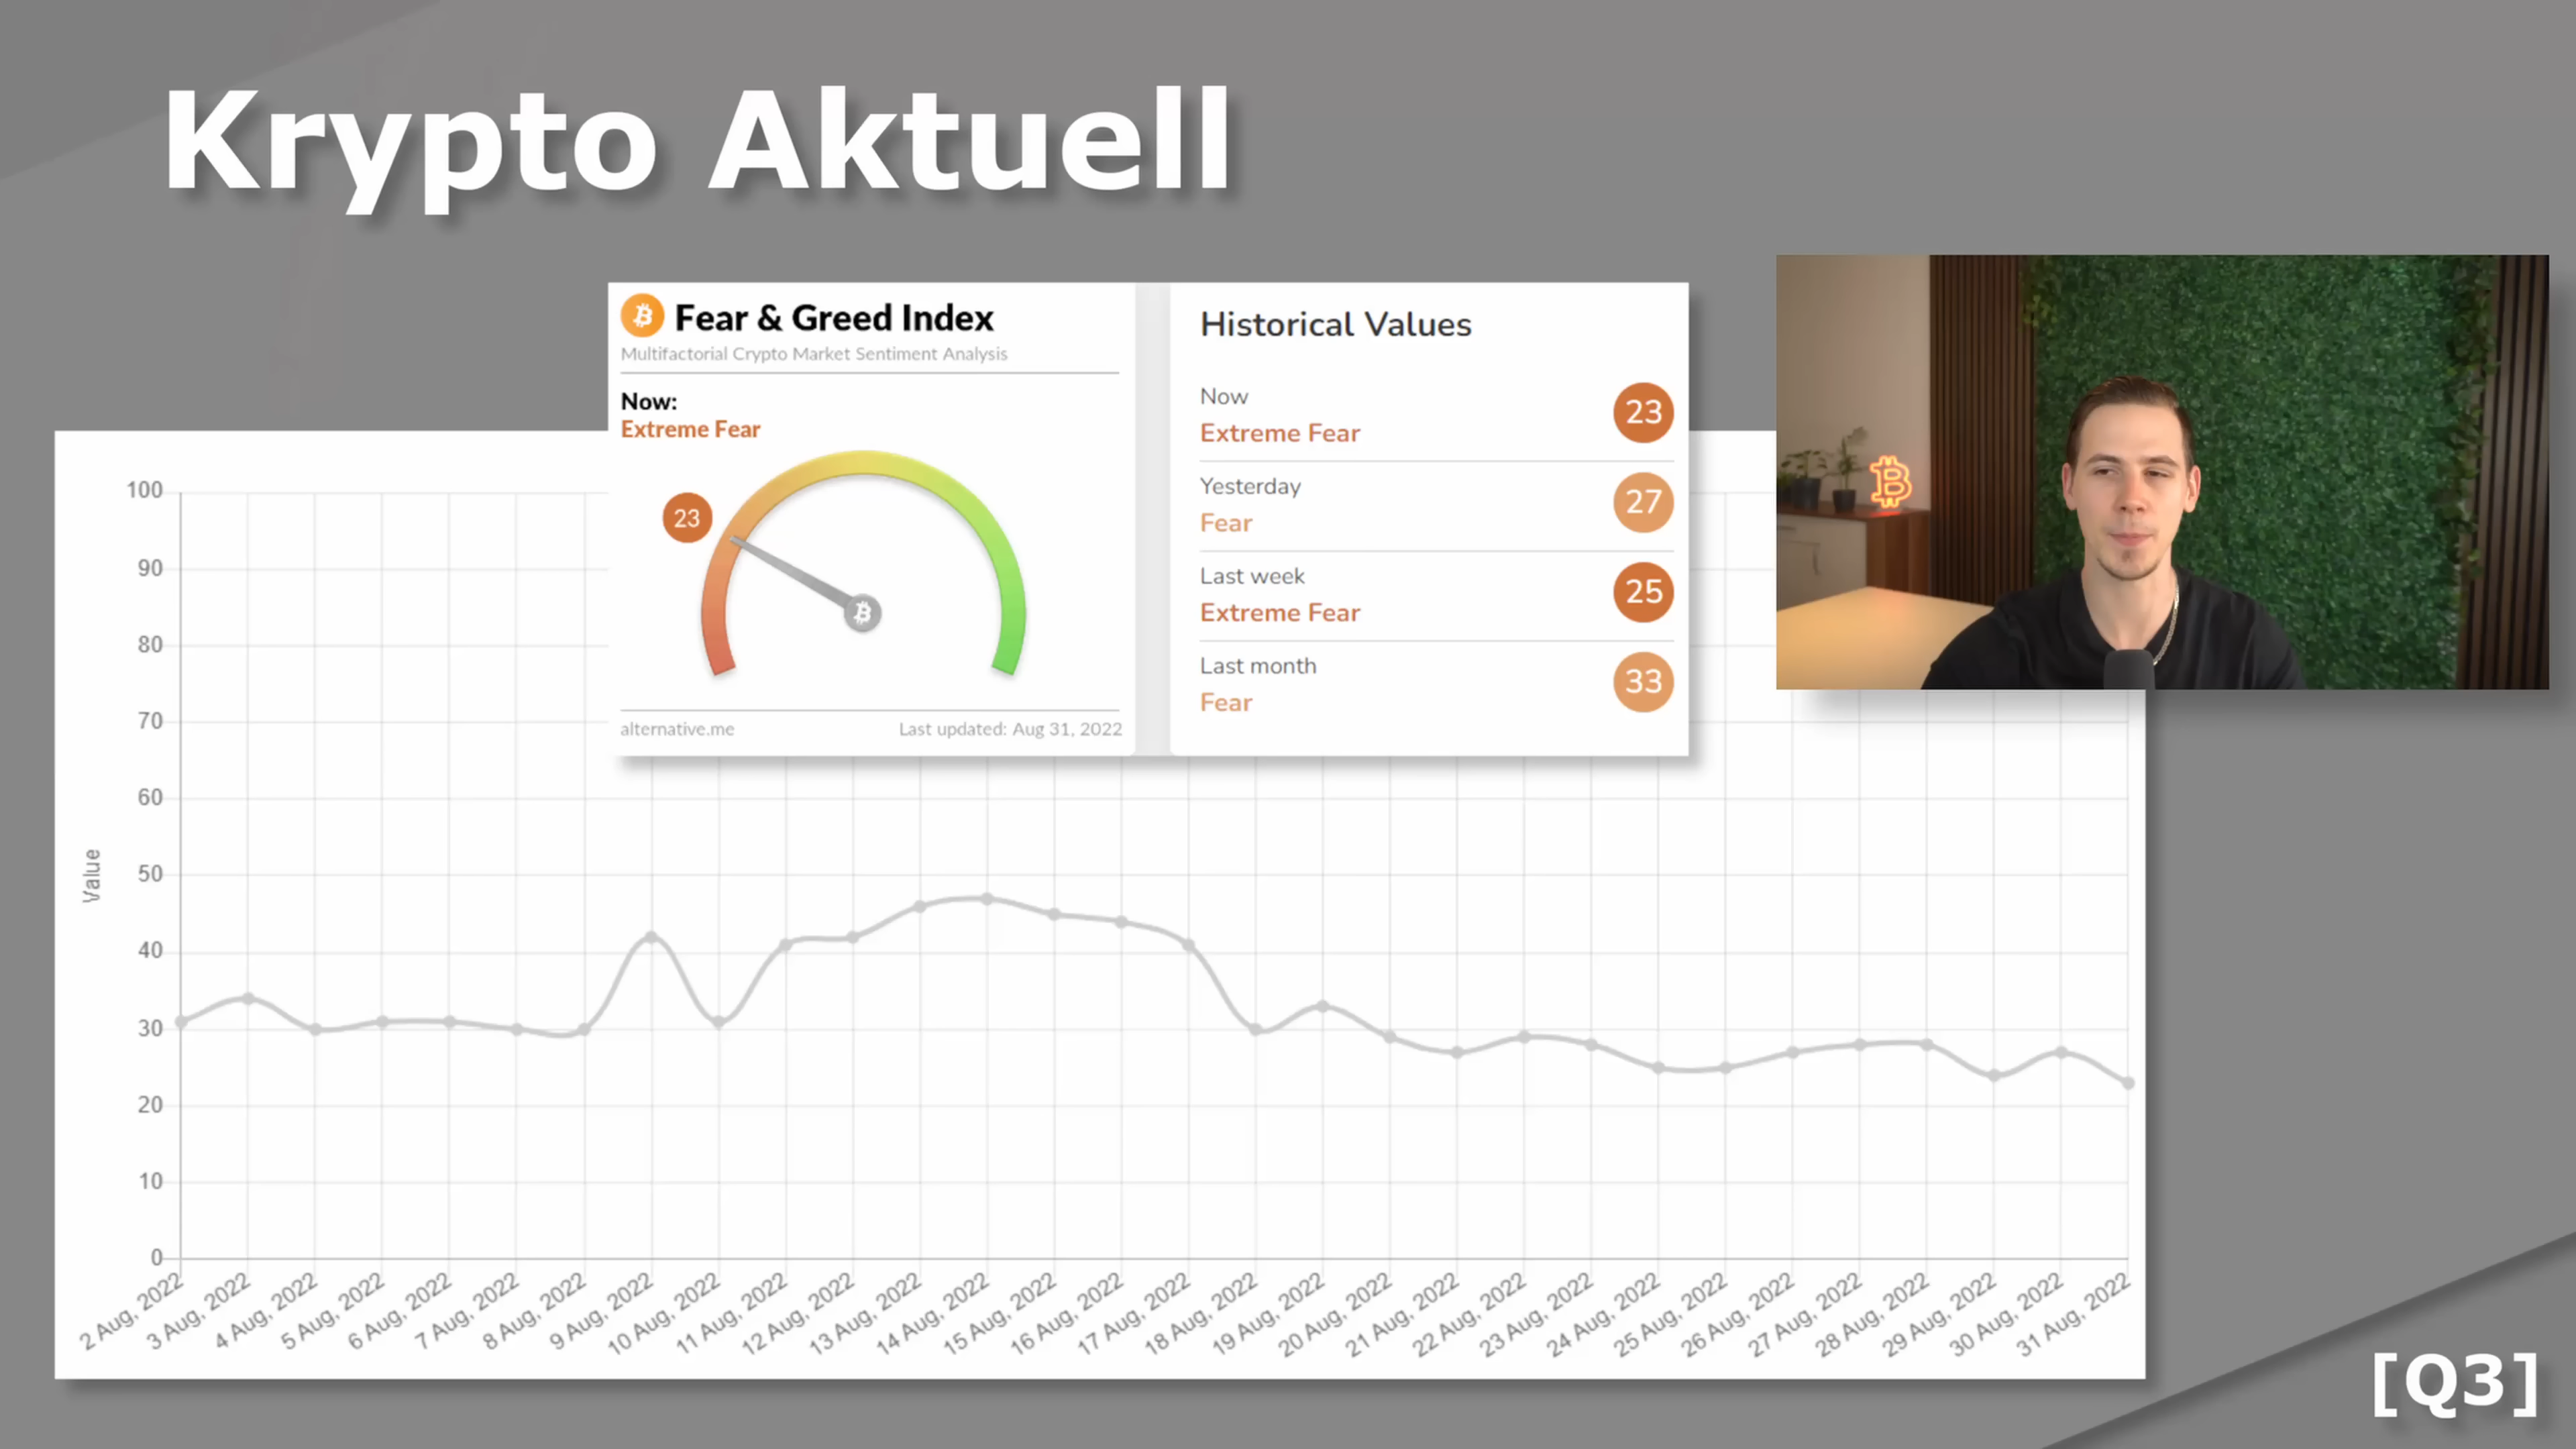 Krypto Aktuell
Fear & Greed Index
Multifactorial Crypto Market Sentiment Analysis
Now:
Extreme Fear
23
alternative.me
Last updated: Aug 31, 2022
Historical Values
Now
Extreme Fear
23
Yesterday
Fear
27
Last week
Extreme Fear
25
Last month
Fear
33
Value
100
90
80
70
60
50
40
30
20
10
0
2 Aug, 2022
3 Aug, 2022
4 Aug, 2022
5 Aug, 2022
6 Aug, 2022
7 Aug, 2022
8 Aug, 2022
9 Aug, 2022
10 Aug, 2022
11 Aug, 2022
12 Aug, 2022
13 Aug, 2022
14 Aug, 2022
15 Aug, 2022
16 Aug, 2022
17 Aug, 2022
18 Aug, 2022
19 Aug, 2022
20 Aug, 2022
21 Aug, 2022
22 Aug, 2022
23 Aug, 2022
24 Aug, 2022
25 Aug, 2022
26 Aug, 2022
27 Aug, 2022
28 Aug, 2022
29 Aug, 2022
30 Aug, 2022
31 Aug, 2022
[Q3]